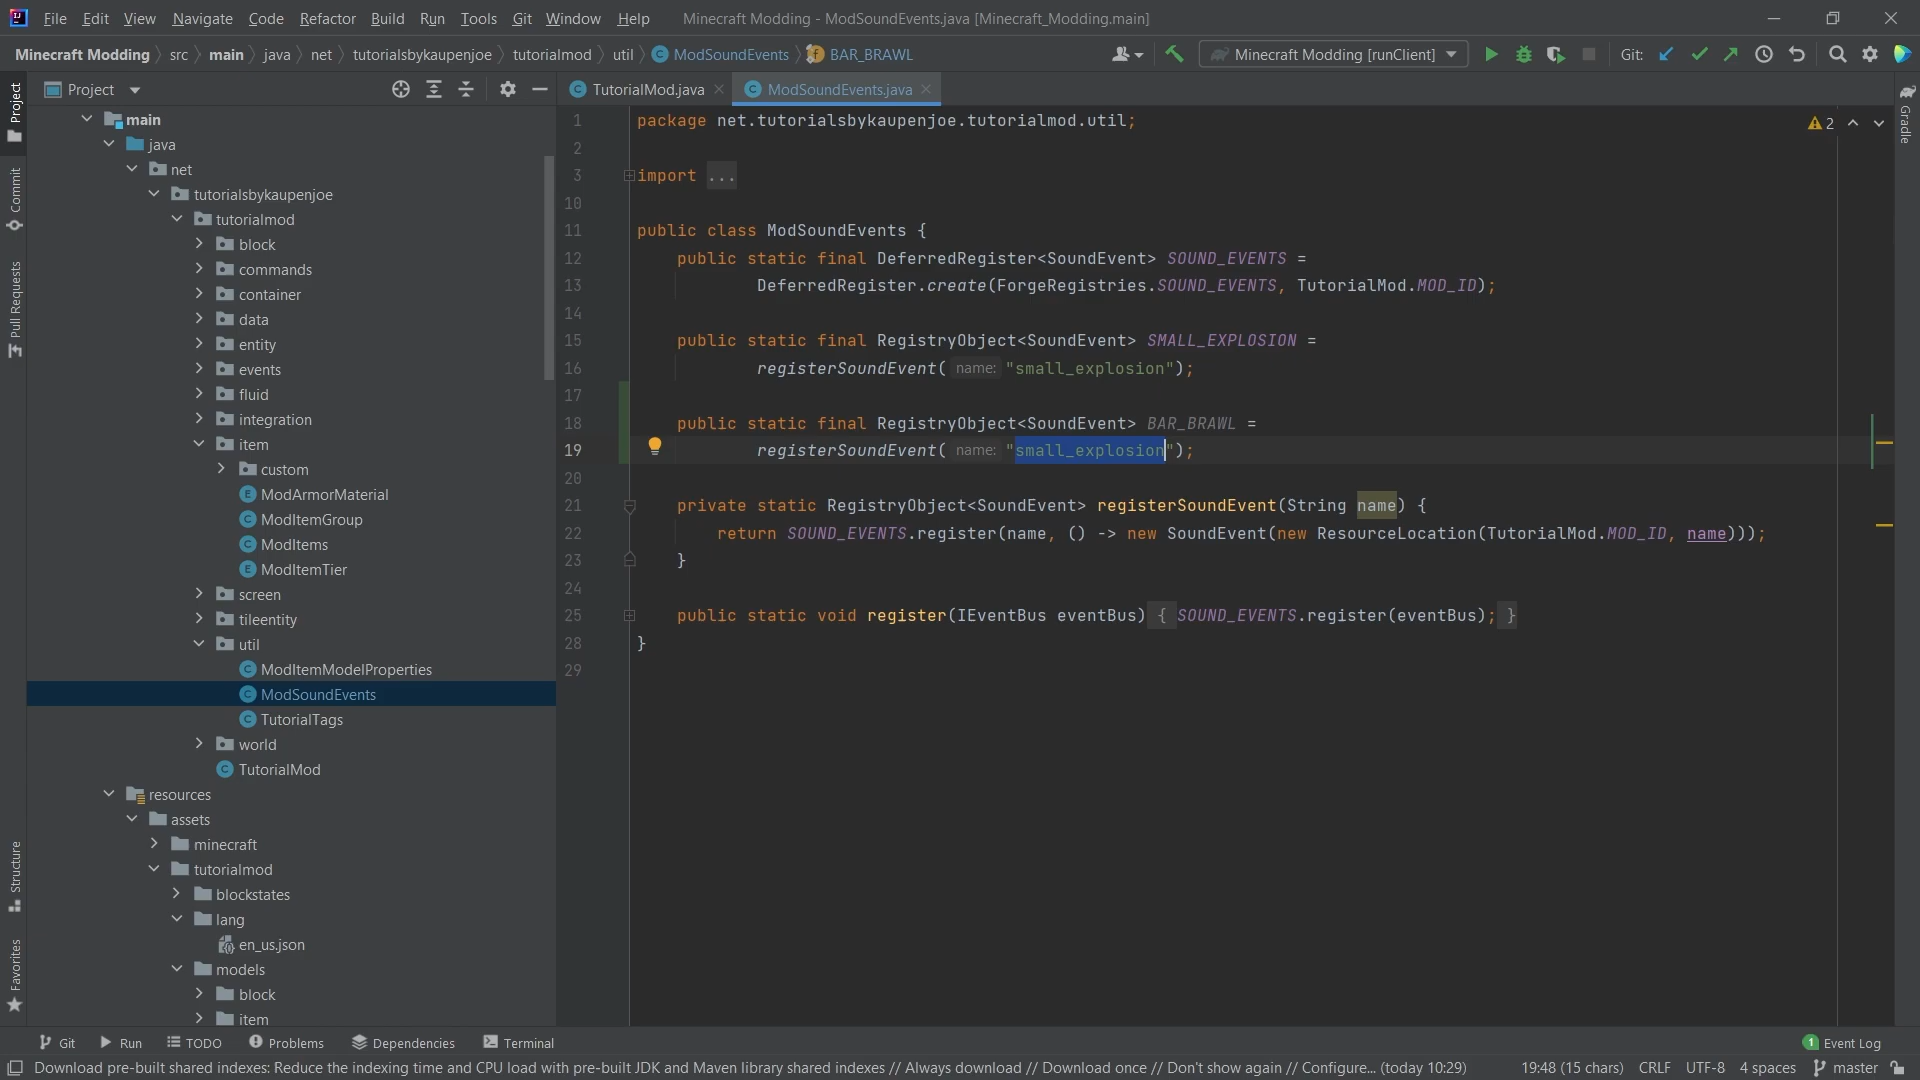 File Edit View Navigate Code Refactor Build Run Tools Git Window Help Minecraft Modding - ModSoundEvents.java [Minecraft_Modding.main]
Minecraft Modding src main java net tutorialsbykaupenjoe tutorialmod util ModSoundEvents BAR_BRAWL Minecraft Modding [runClient] Git:
Project
TutorialMod.java ModSoundEvents.java
Project
Commit
Pull Requests
Structure
Favorites
main
java
net
tutorialsbykaupenjoe
tutorialmod
block
commands
container
data
entity
events
fluid
integration
item
custom
ModArmorMaterial
ModItemGroup
ModItems
ModItemTier
screen
tileentity
util
ModItemModelProperties
ModSoundEvents
TutorialTags
world
TutorialMod
resources
assets
minecraft
tutorialmod
blockstates
lang
en_us.json
models
block
item
1 package net.tutorialsbykaupenjoe.tutorialmod.util;
2
3 import ...
10
11 public class ModSoundEvents {
12 public static final DeferredRegister<SoundEvent> SOUND_EVENTS =
13 DeferredRegister.create(ForgeRegistries.SOUND_EVENTS, TutorialMod.MOD_ID);
14
15 public static final RegistryObject<SoundEvent> SMALL_EXPLOSION =
16 registerSoundEvent( name: "small_explosion");
17
18 public static final RegistryObject<SoundEvent> BAR_BRAWL =
19 registerSoundEvent( name: "small_explosion");
20
21 private static RegistryObject<SoundEvent> registerSoundEvent(String name) {
22 return SOUND_EVENTS.register(name, () -> new SoundEvent(new ResourceLocation(TutorialMod.MOD_ID, name)));
23 }
24
25 public static void register(IEventBus eventBus) { SOUND_EVENTS.register(eventBus); }
28 }
29
2
Gradle
Git Run TODO Problems Dependencies Terminal 1 Event Log
Download pre-built shared indexes: Reduce the indexing time and CPU load with pre-built JDK and Maven library shared indexes // Always download // Download once // Don't show again // Configure... (today 10:29) 19:48 (15 chars) CRLF UTF-8 4 spaces master